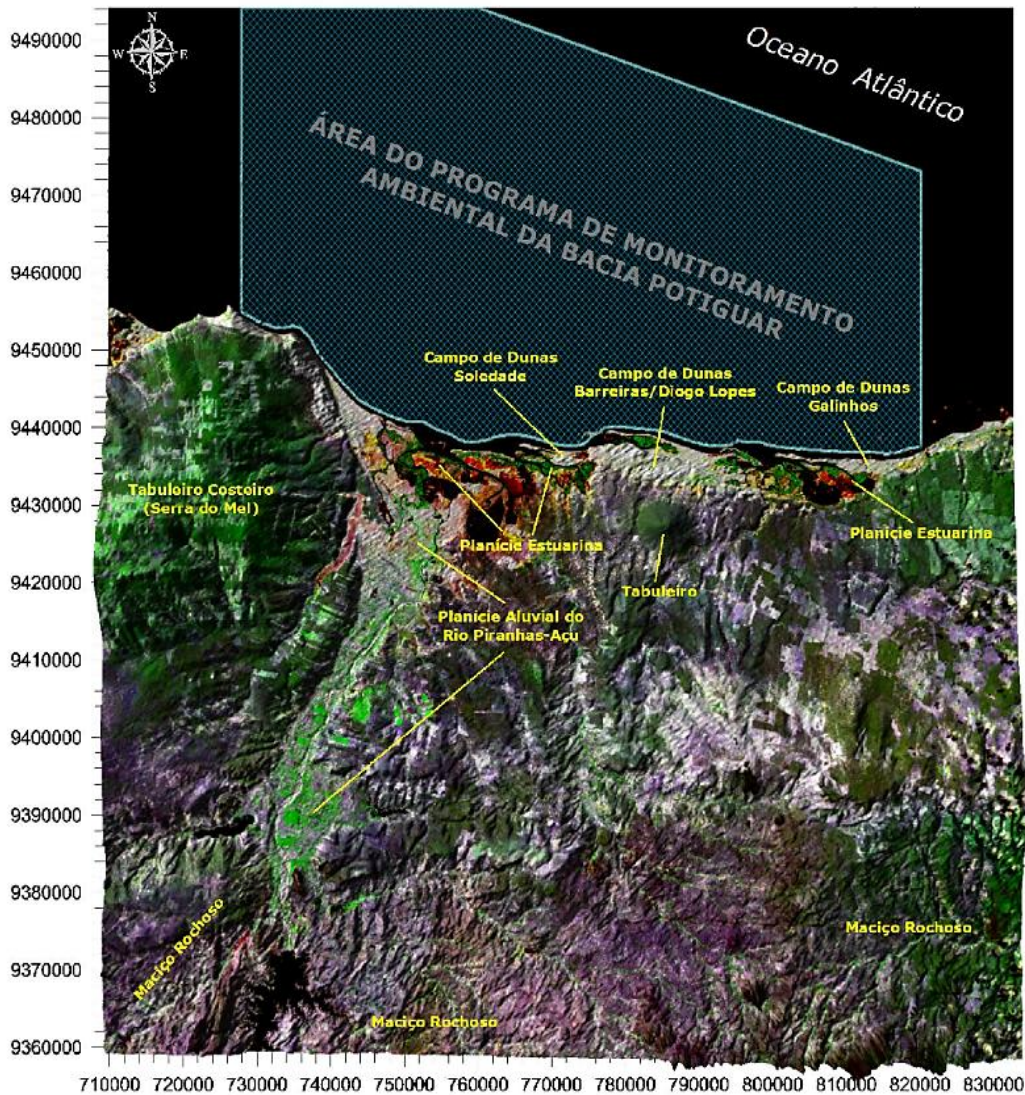 N
W
E
S
Oceano Atlântico
ÁREA DO PROGRAMA DE MONITORAMENTO
AMBIENTAL DA BACIA POTIGUAR
Campo de Dunas
Soledade
Campo de Dunas
Barreiras/Diogo Lopes
Campo de Dunas
Galinhos
Tabuleiro Costeiro
(Serra do Mel)
Planície Estuarina
Planície Estuarina
Tabuleiro
Planície Aluvial do
Rio Piranhas-Açu
Maciço Rochoso
Maciço Rochoso
Maciço Rochoso
9490000
9480000
9470000
9460000
9450000
9440000
9430000
9420000
9410000
9400000
9390000
9380000
9370000
9360000
710000 720000 730000 740000 750000 760000 770000 780000 790000 800000 810000 820000 830000